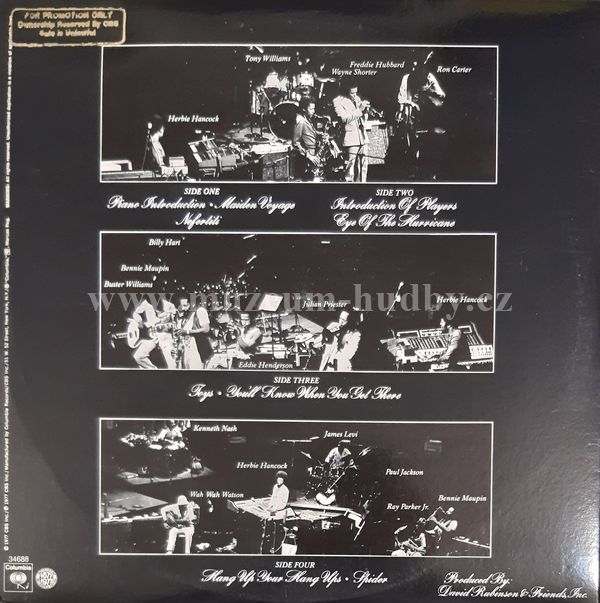 FOR PROMOTION ONLY
Ownership Reserved By CBS
Sale is Unlawful
Tony Williams
Freddie Hubbard
Wayne Shorter
Ron Carter
Herbie Hancock
SIDE ONE
Piano Introduction • Maiden Voyage
Nefertiti
SIDE TWO
Introduction Of Players
Eye Of The Hurricane
Billy Hart
Bennie Maupin
Buster Williams
Julian Priester
Herbie Hancock
Eddie Henderson
www.muzeum-hudby.cz
SIDE THREE
Toys • You'll Know When You Get There
Kenneth Nash
James Levi
Herbie Hancock
Paul Jackson
Wah Wah Watson
Ray Parker Jr.
Bennie Maupin
SIDE FOUR
Hang Up Your Hang Ups • Spider
Produced By:
David Rubinson & Friends, Inc.
34688
Columbia